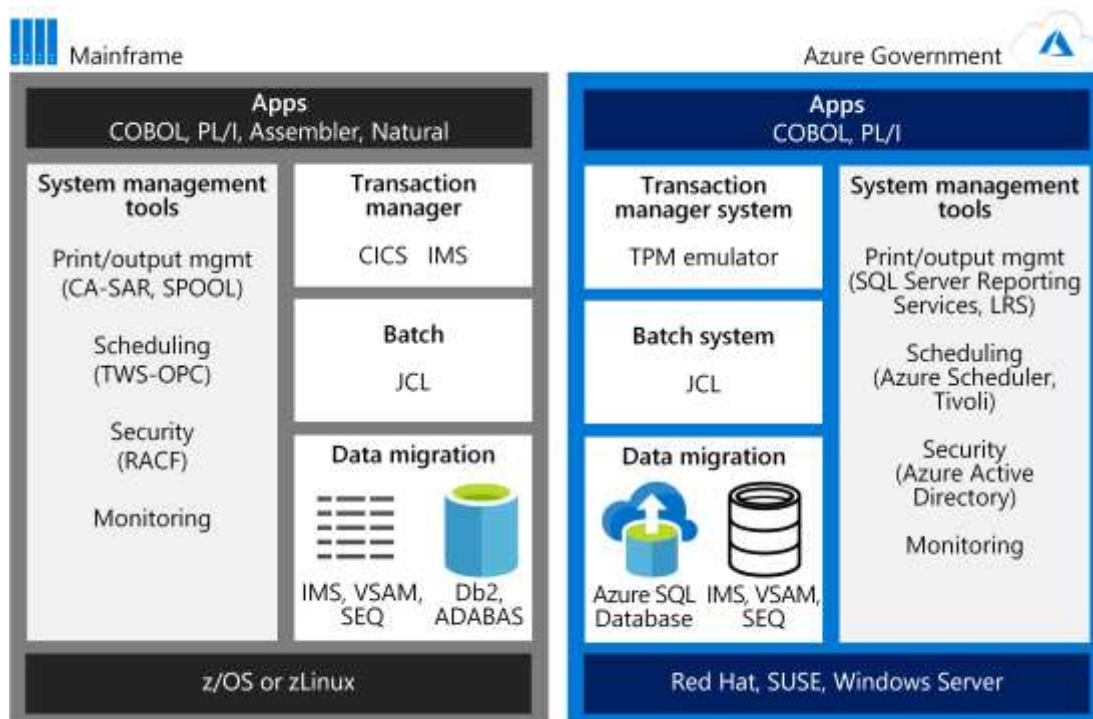 Mainframe
Apps
COBOL, PL/I, Assembler, Natural
System management
tools
Print/output mgmt
(CA-SAR, SPOOL)
Scheduling
(TWS-OPC)
Security
(RACF)
Monitoring
Transaction
manager
CICS IMS
Batch
JCL
Data migration
IMS, VSAM,
SEQ
Db2,
ADABAS
z/OS or zLinux
Azure Government
Apps
COBOL, PL/I
Transaction
manager system
TPM emulator
Batch system
JCL
Data migration
Azure SQL
Database
IMS, VSAM,
SEQ
System management
tools
Print/output mgmt
(SQL Server Reporting
Services, LRS)
Scheduling
(Azure Scheduler,
Tivoli)
Security
(Azure Active
Directory)
Monitoring
Red Hat, SUSE, Windows Server